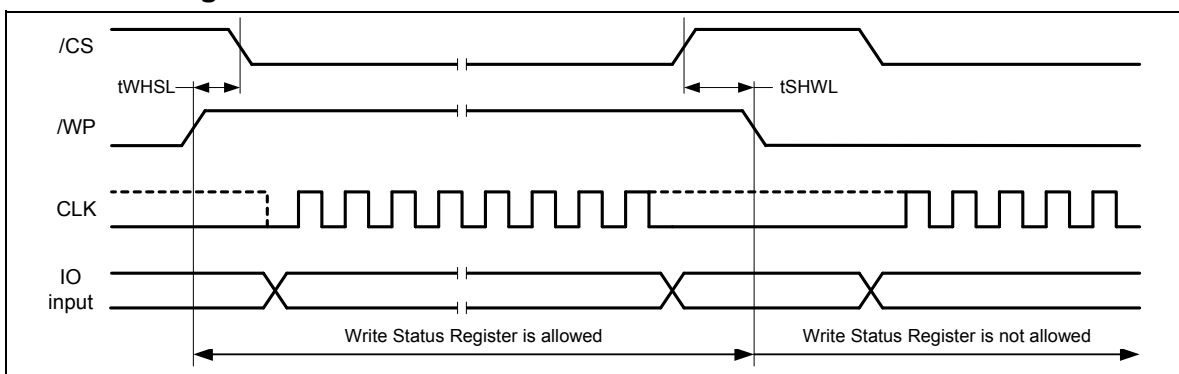 /CS
tWHSL
tSHWL
/WP
CLK
IO
input
Write Status Register is allowed
Write Status Register is not allowed